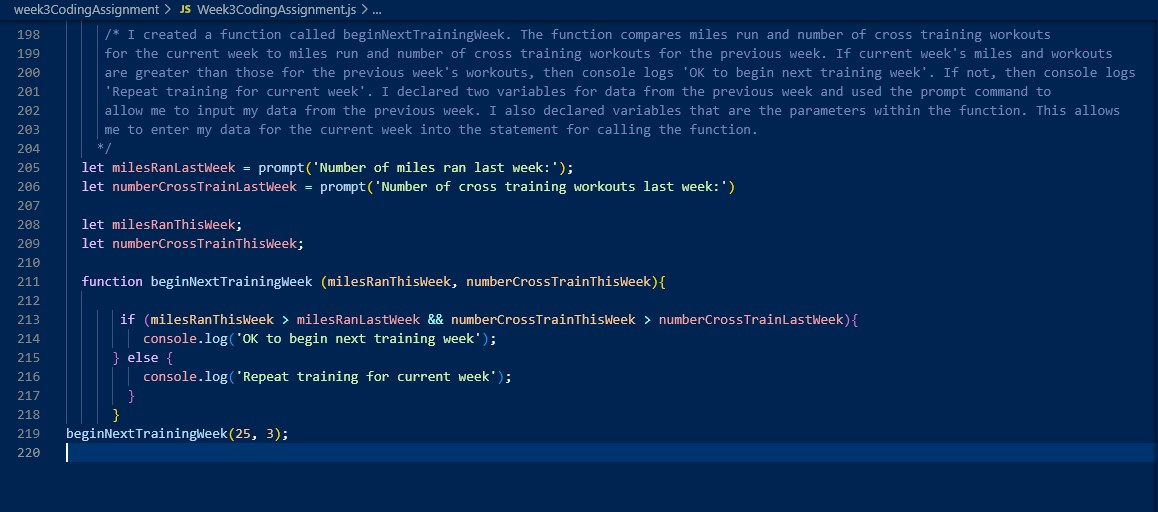 week3CodingAssignment > JS Week3CodingAssignment.js > ...
198 /* I created a function called beginNextTrainingWeek. The function compares miles run and number of cross training workouts
199 for the current week to miles run and number of cross training workouts for the previous week. If current week's miles and workouts
200 are greater than those for the previous week's workouts, then console logs 'OK to begin next training week'. If not, then console logs
201 'Repeat training for current week'. I declared two variables for data from the previous week and used the prompt command to
202 allow me to input my data from the previous week. I also declared variables that are the parameters within the function. This allows
203 me to enter my data for the current week into the statement for calling the function.
204 */
205 let milesRanLastWeek = prompt('Number of miles ran last week:');
206 let numberCrossTrainLastWeek = prompt('Number of cross training workouts last week:')
207
208 let milesRanThisWeek;
209 let numberCrossTrainThisWeek;
210
211 function beginNextTrainingWeek (milesRanThisWeek, numberCrossTrainThisWeek){
212
213 if (milesRanThisWeek > milesRanLastWeek && numberCrossTrainThisWeek > numberCrossTrainLastWeek){
214 console.log('OK to begin next training week');
215 } else {
216 console.log('Repeat training for current week');
217 }
218 }
219 beginNextTrainingWeek(25, 3);
220